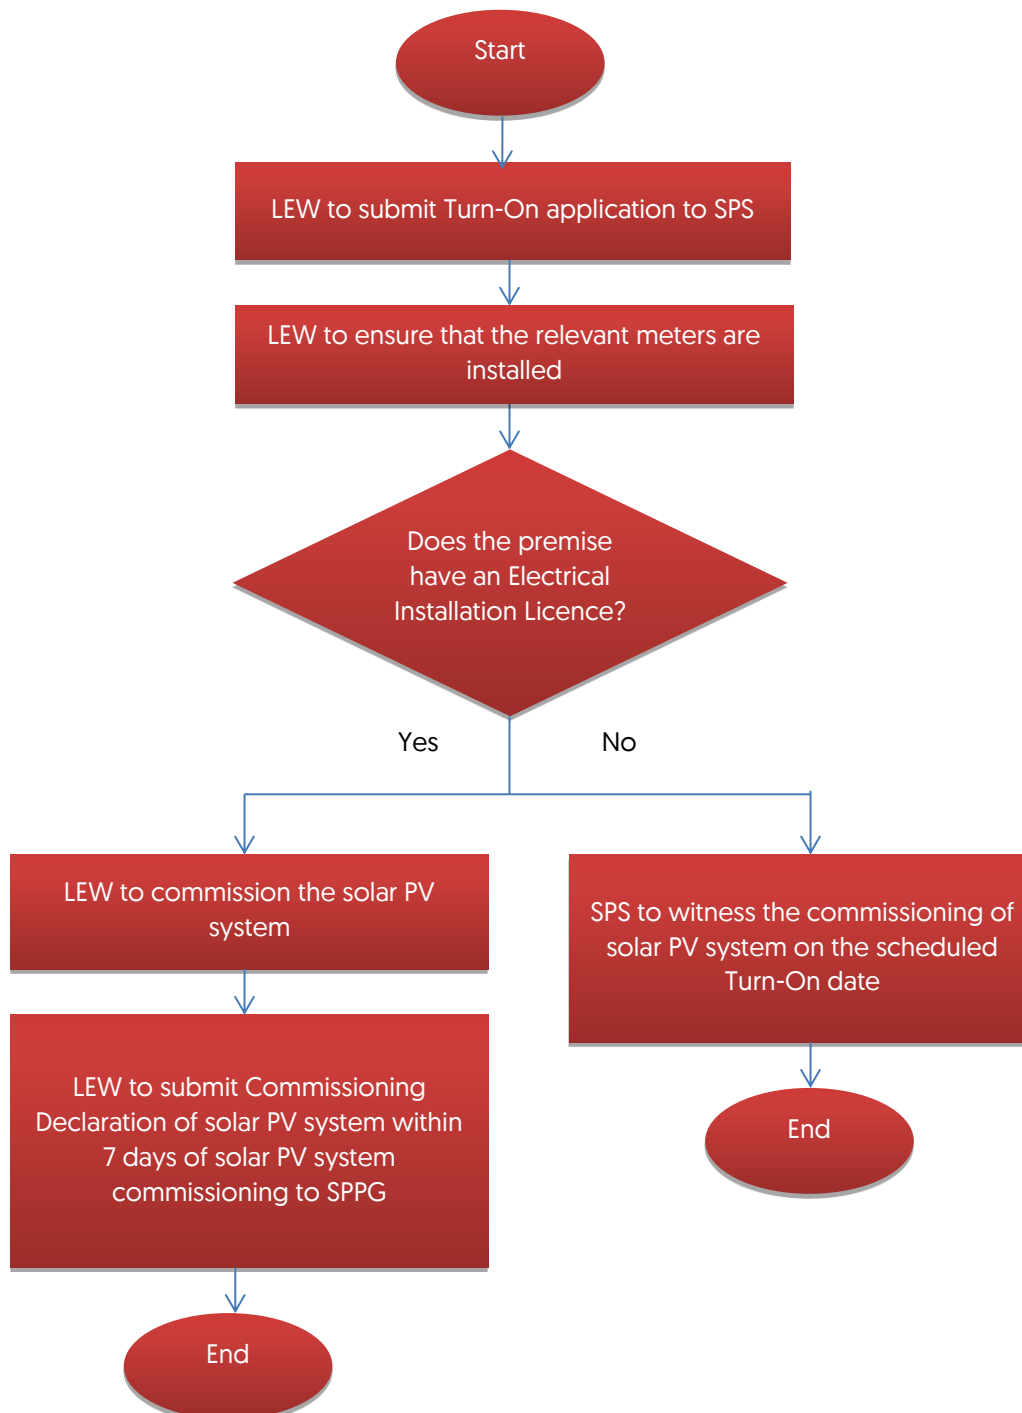 Start
LEW to submit Turn-On application to SPS
LEW to ensure that the relevant meters are
installed
Does the premise
have an Electrical
Installation Licence?
Yes
No
LEW to commission the solar PV
system
LEW to submit Commissioning
Declaration of solar PV system within
7 days of solar PV system
commissioning to SPPG
End
SPS to witness the commissioning of
solar PV system on the scheduled
Turn-On date
End